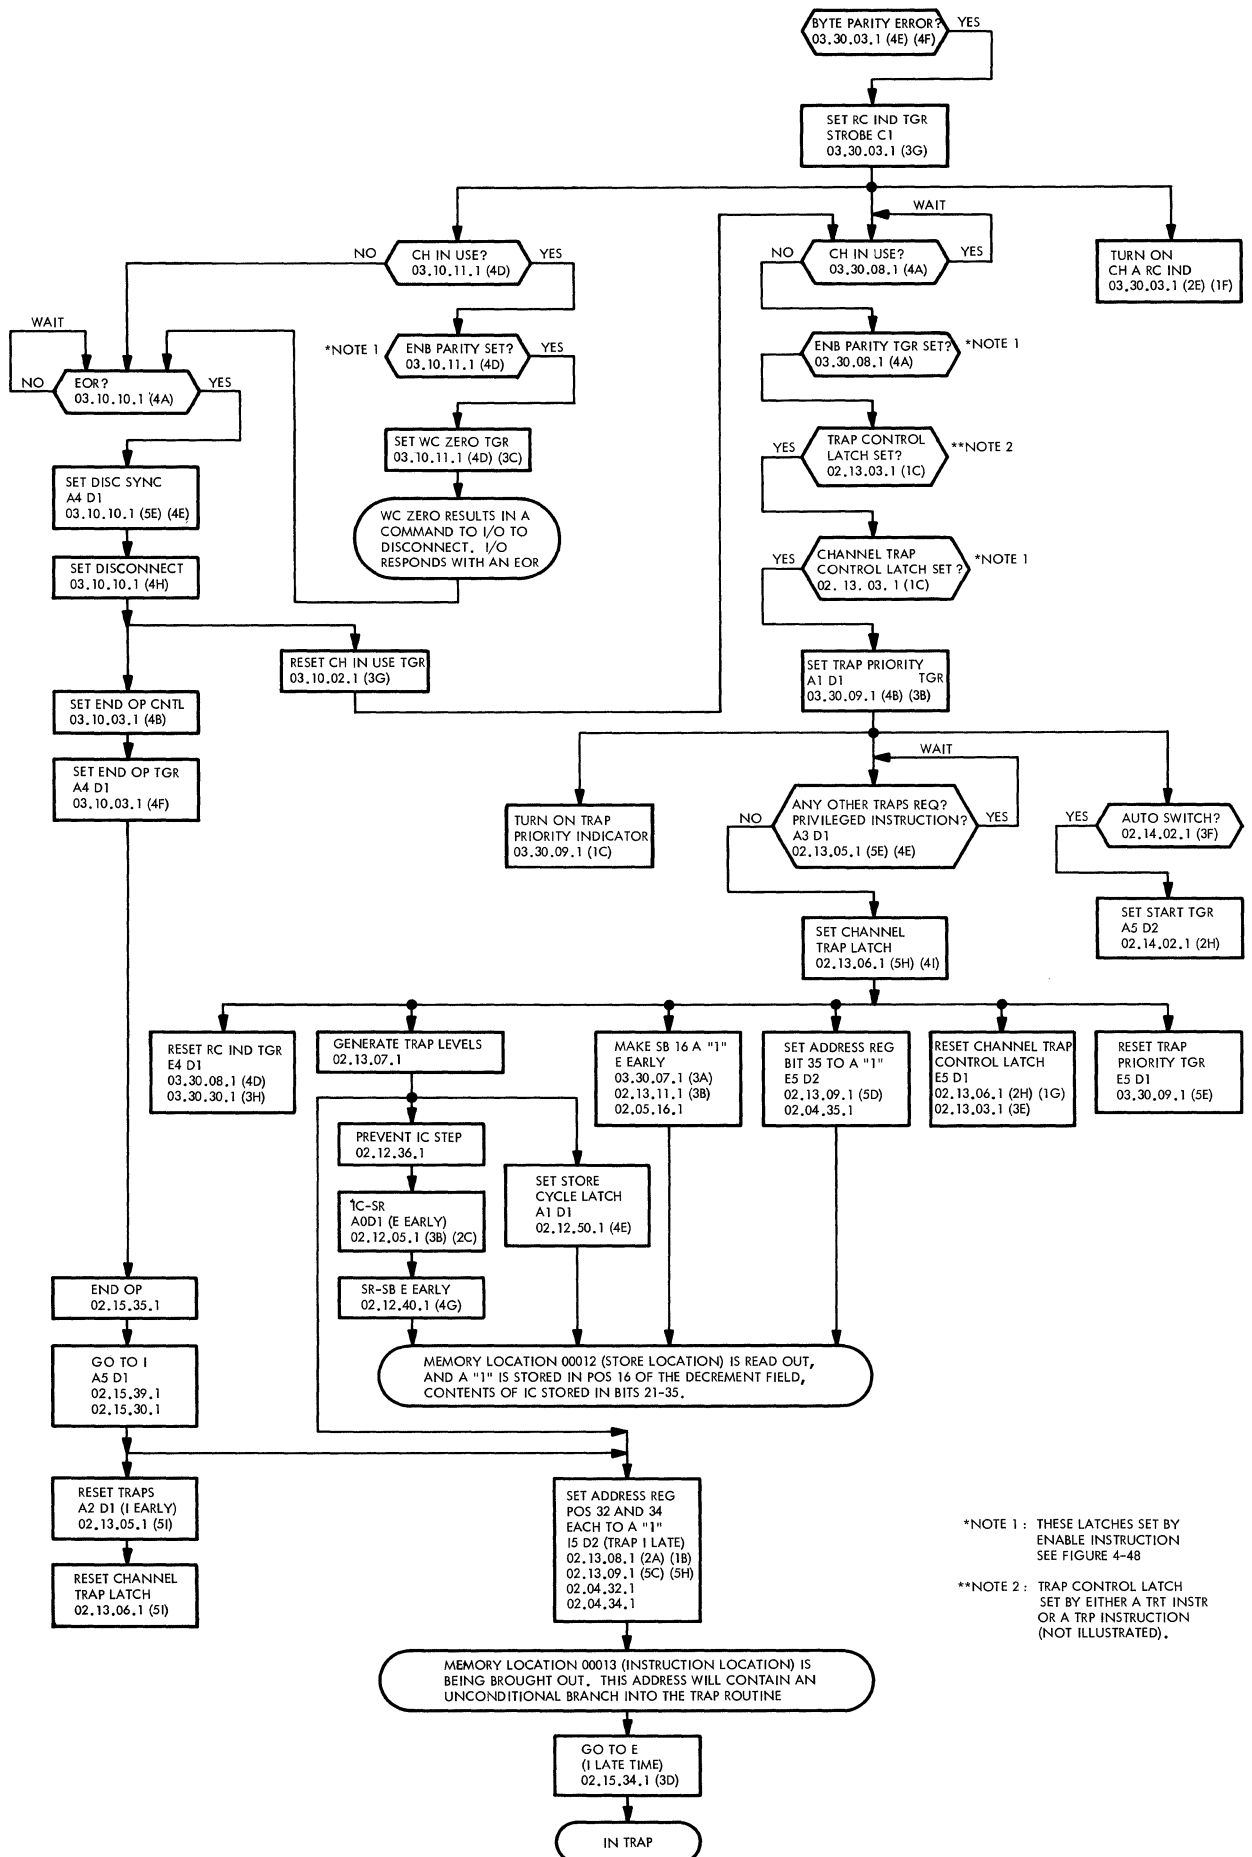 BYTE PARITY ERROR?
03.30.03.1 (4E) (4F)
YES
SET RC IND TGR
STROBE C1
03.30.03.1 (3G)
WAIT
NO
CH IN USE?
03.10.11.1 (4D)
YES
NO
CH IN USE?
03.30.08.1 (4A)
YES
TURN ON
CH A RC IND
03.30.03.1 (2E) (1F)
WAIT
*NOTE 1
ENB PARITY SET?
03.10.11.1 (4D)
YES
ENB PARITY TGR SET?
03.30.08.1 (4A)
*NOTE 1
NO
EOR?
03.10.10.1 (4A)
YES
SET WC ZERO TGR
03.10.11.1 (4D) (3C)
YES
TRAP CONTROL
LATCH SET?
02.13.03.1 (1C)
**NOTE 2
SET DISC SYNC
A4 D1
03.10.10.1 (5E) (4E)
WC ZERO RESULTS IN A
COMMAND TO I/O TO
DISCONNECT. I/O
RESPONDS WITH AN EOR
YES
CHANNEL TRAP
CONTROL LATCH SET?
02. 13. 03. 1 (1C)
*NOTE 1
SET DISCONNECT
03.10.10.1 (4H)
RESET CH IN USE TGR
03.10.02.1 (3G)
SET TRAP PRIORITY
A1 D1 TGR
03.30.09.1 (4B) (3B)
SET END OP CNTL
03.10.03.1 (4B)
SET END OP TGR
A4 D1
03.10.03.1 (4F)
WAIT
TURN ON TRAP
PRIORITY INDICATOR
03.30.09.1 (1C)
NO
ANY OTHER TRAPS REQ?
PRIVILEGED INSTRUCTION?
A3 D1
02.13.05.1 (5E) (4E)
YES
YES
AUTO SWITCH?
02.14.02.1 (3F)
SET CHANNEL
TRAP LATCH
02.13.06.1 (5H) (4I)
SET START TGR
A5 D2
02.14.02.1 (2H)
RESET RC IND TGR
E4 D1
03.30.08.1 (4D)
03.30.30.1 (3H)
GENERATE TRAP LEVELS
02.13.07.1
MAKE SB 16 A "1"
E EARLY
03.30.07.1 (3A)
02.13.11.1 (3B)
02.05.16.1
SET ADDRESS REG
BIT 35 TO A "1"
E5 D2
02.13.09.1 (5D)
02.04.35.1
RESET CHANNEL TRAP
CONTROL LATCH
E5 D1
02.13.06.1 (2H) (1G)
02.13.03.1 (3E)
RESET TRAP
PRIORITY TGR
E5 D1
03.30.09.1 (5E)
PREVENT IC STEP
02.12.36.1
IC-SR
A0D1 (E EARLY)
02.12.05.1 (3B) (2C)
SET STORE
CYCLE LATCH
A1 D1
02.12.50.1 (4E)
SR-SB E EARLY
02.12.40.1 (4G)
END OP
02.15.35.1
MEMORY LOCATION 00012 (STORE LOCATION) IS READ OUT,
AND A "1" IS STORED IN POS 16 OF THE DECREMENT FIELD,
CONTENTS OF IC STORED IN BITS 21-35.
GO TO I
A5 D1
02.15.39.1
02.15.30.1
RESET TRAPS
A2 D1 (I EARLY)
02.13.05.1 (5I)
SET ADDRESS REG
POS 32 AND 34
EACH TO A "1"
I5 D2 (TRAP I LATE)
02.13.08.1 (2A) (1B)
02.13.09.1 (5C) (5H)
02.04.32.1
02.04.34.1
RESET CHANNEL
TRAP LATCH
02.13.06.1 (5I)
*NOTE 1 : THESE LATCHES SET BY
ENABLE INSTRUCTION
SEE FIGURE 4-48
**NOTE 2 : TRAP CONTROL LATCH
SET BY EITHER A TRT INSTR
OR A TRP INSTRUCTION
(NOT ILLUSTRATED).
MEMORY LOCATION 00013 (INSTRUCTION LOCATION) IS
BEING BROUGHT OUT. THIS ADDRESS WILL CONTAIN AN
UNCONDITIONAL BRANCH INTO THE TRAP ROUTINE
GO TO E
(I LATE TIME)
02.15.34.1 (3D)
IN TRAP